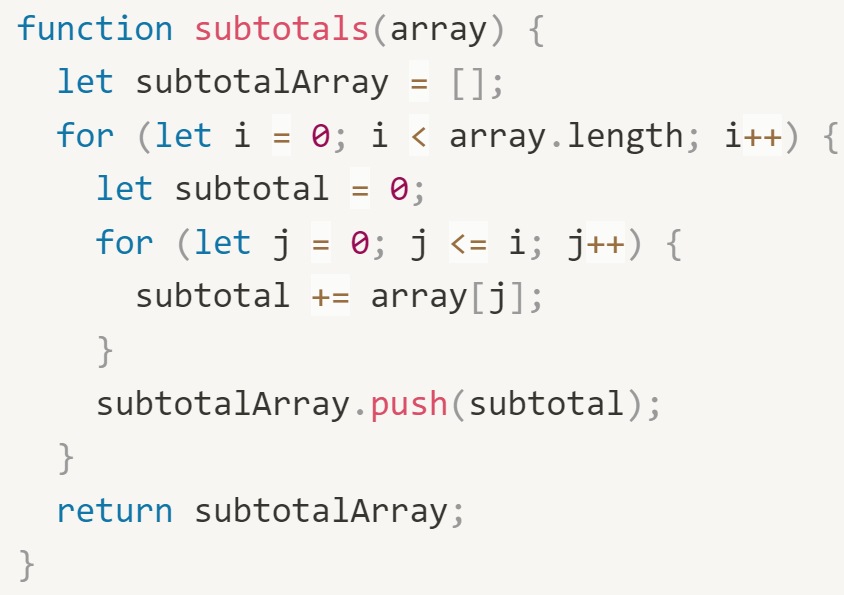 function subtotals(array) {
  let subtotalArray = [];
  for (let i = 0; i < array.length; i++) {
    let subtotal = 0;
    for (let j = 0; j <= i; j++) {
      subtotal += array[j];
    }
    subtotalArray.push(subtotal);
  }
  return subtotalArray;
}